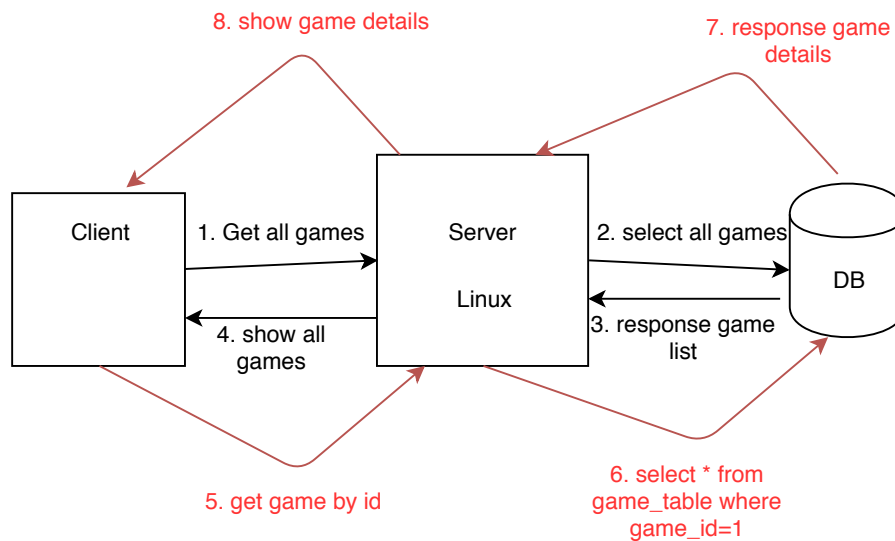 8. show game details
7. response game
details
Client
1. Get all games
Server
Linux
2. select all games
DB
4. show all
games
3. response game
list
5. get game by id
6. select * from
game_table where
game_id=1